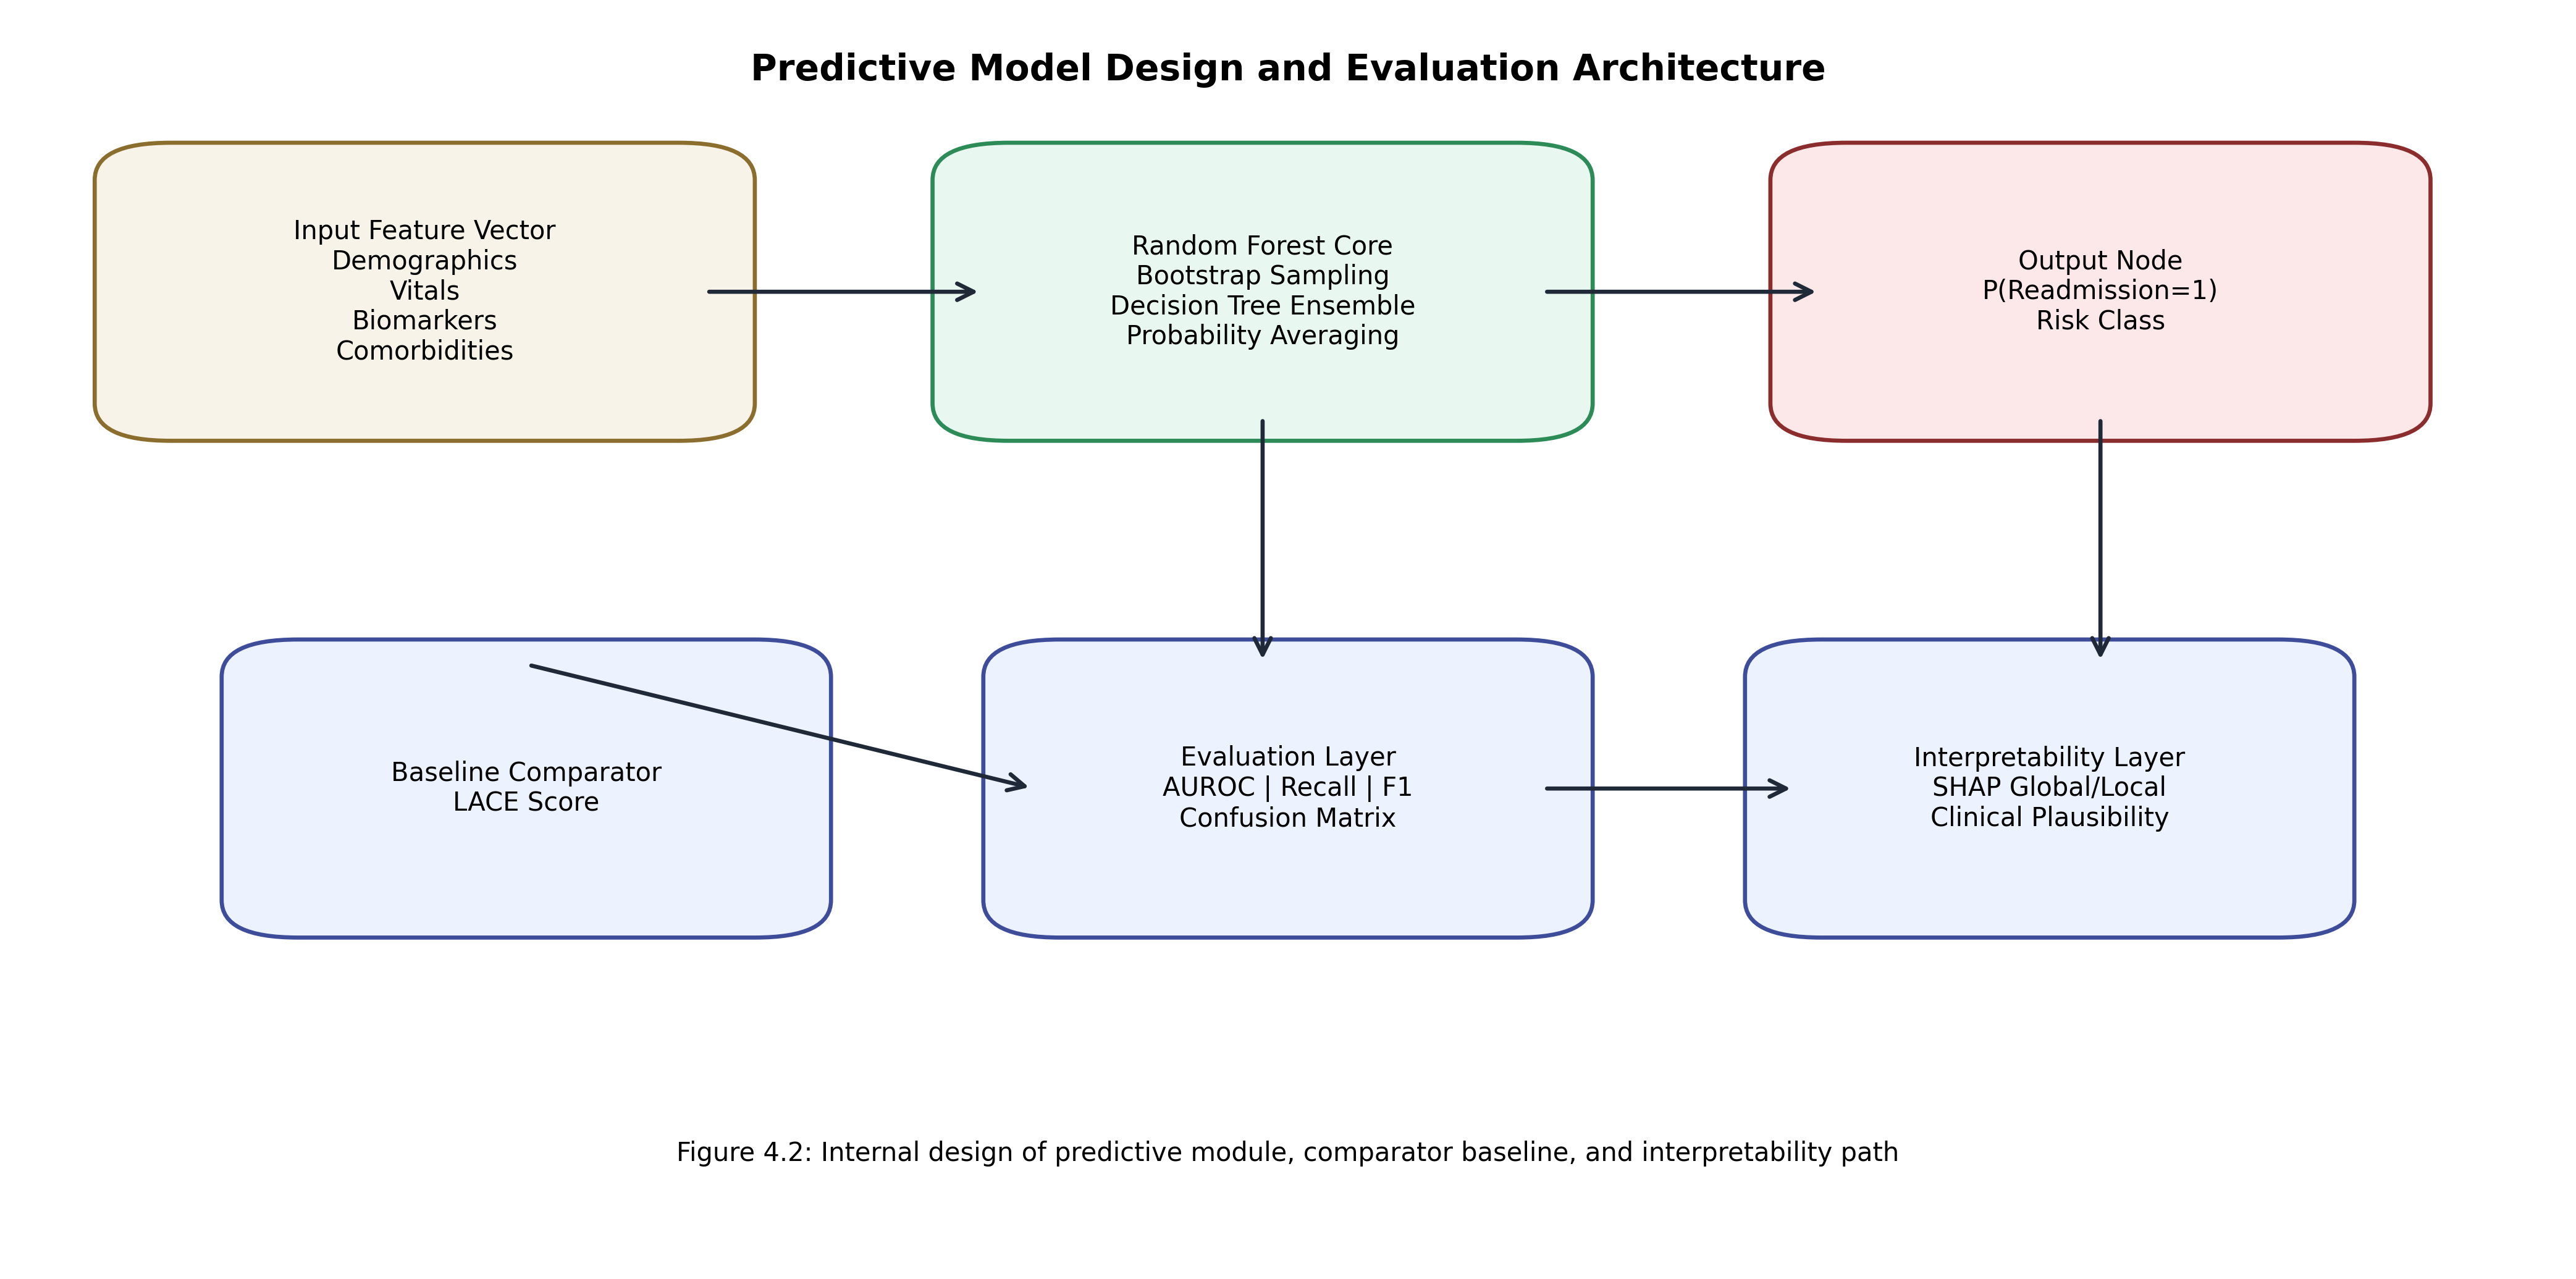 Predictive Model Design and Evaluation Architecture
Input Feature Vector
Demographics
Vitals
Biomarkers
Comorbidities
Random Forest Core
Bootstrap Sampling
Decision Tree Ensemble
Probability Averaging
Output Node
P(Readmission=1)
Risk Class
Baseline Comparator
LACE Score
Evaluation Layer
AUROC | Recall | F1
Confusion Matrix
Interpretability Layer
SHAP Global/Local
Clinical Plausibility
Figure 4.2: Internal design of predictive module, comparator baseline, and interpretability path